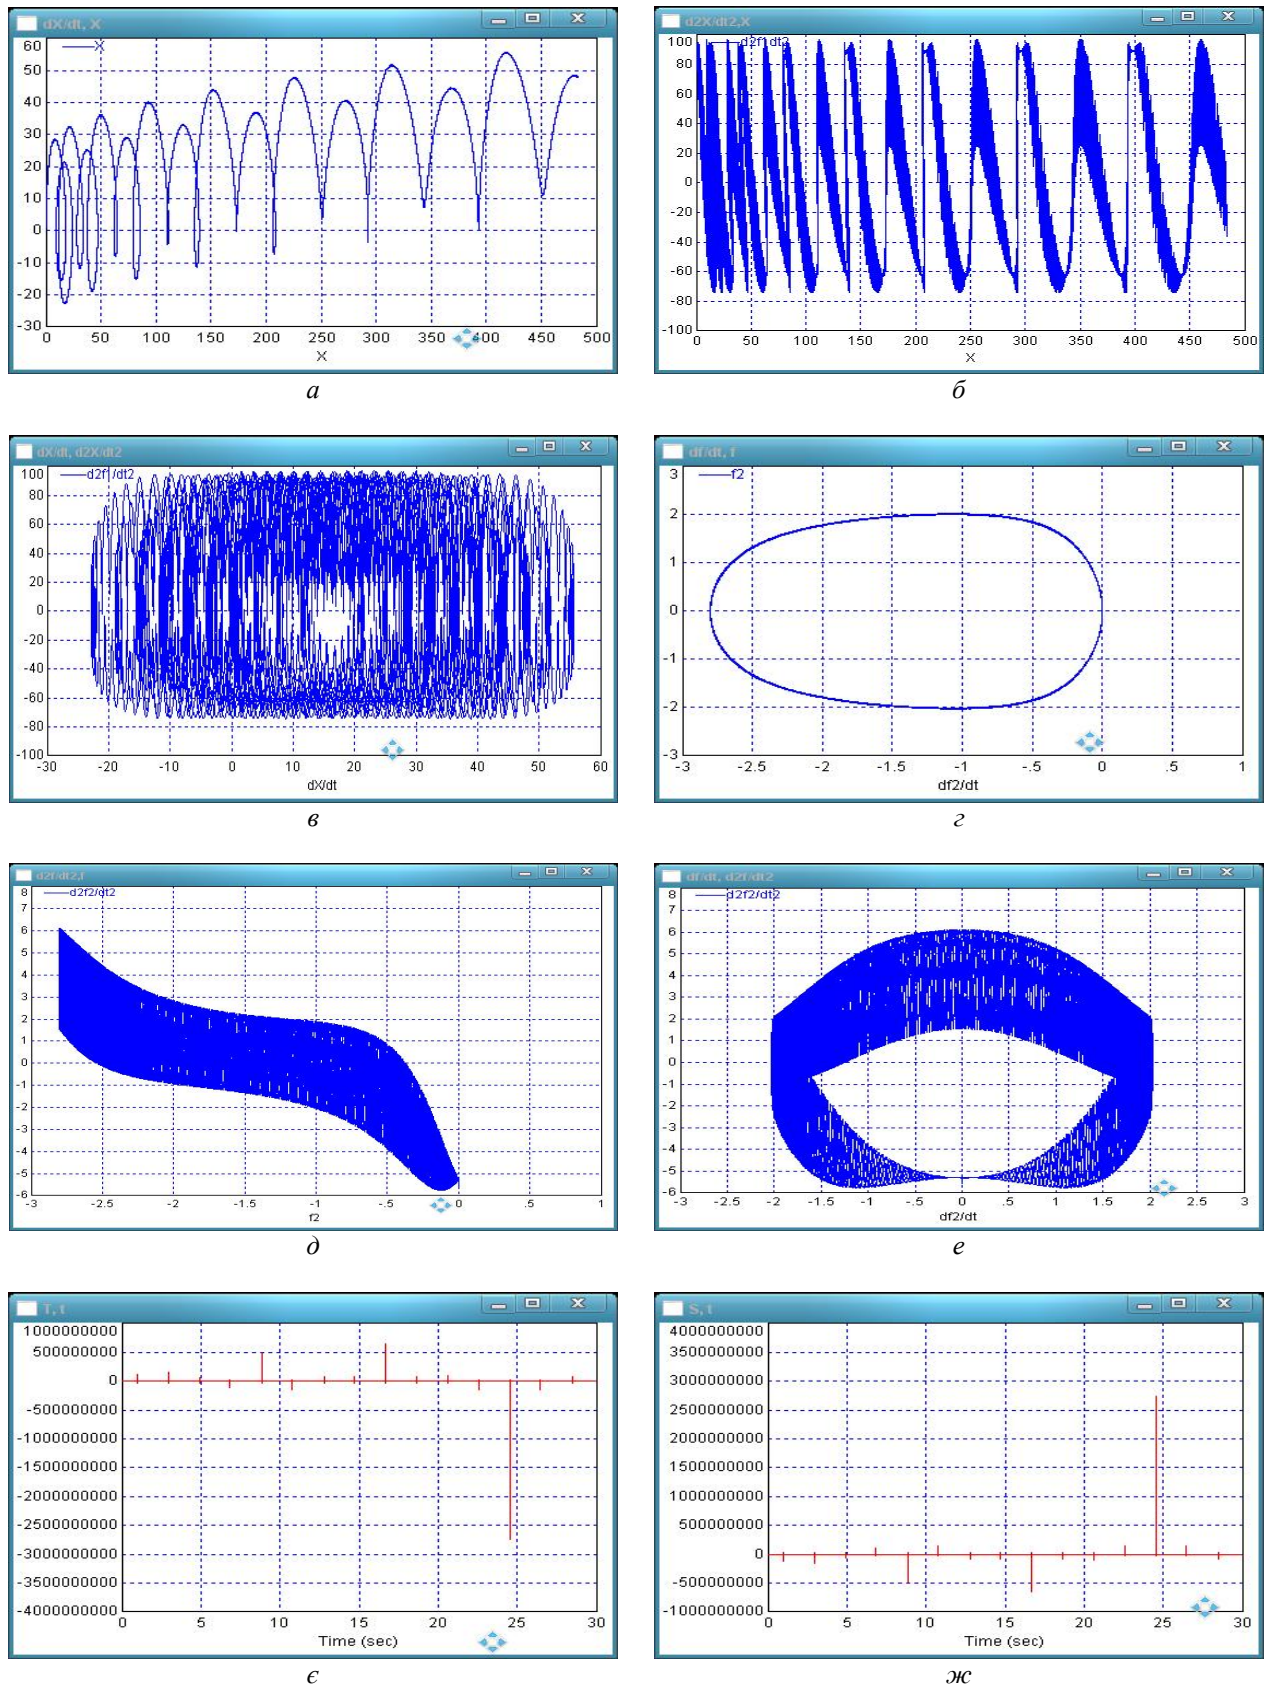 dX/dt, X
60
50
40
30
20
10
0
-10
20
-30
X
0 50 100 150 200 250 300 350 400 450 500
X
а
d2X/dt2,X
100
80
60
40
20
0
-20
-40
-60
-80
-100
d2f1dt2
0 50 100 150 200 250 300 350 400 450 500
X
б
dX/dt, d2X/dt2
100
80
60
40
20
0
-20
40
-60
-80
-100
d2f1/dt2
-30 -20 -10 0 10 20 30 40 50 60
dX/dt
в
df/dt, f
3
2
1
0
-1
-2
-3
f2
-3 -2.5 -2 -1.5 -1 -.5 0 .5 1
df2/dt
г
d2f/dt2,f
8
7
6
5
4
3
2
1
0
-1
-2
-3
-4
-5
-6
d2f2/dt2
-3 -2.5 -2 -1.5 -1 -.5 0 .5 1
f2
д
df/dt, d2f/dt2
8
7
6
5
4
3
2
1
0
-1
-2
-3
-4
-5
-6
d2f2/dt2
-3 -2.5 -2 -1.5 -1 -.5 0 .5 1 1.5 2 2.5 3
df2/dt
е
T, t
1000000000
500000000
0
-500000000
-1000000000
-1500000000
2000000000
-2500000000
-3000000000
-3500000000
-4000000000
0 5 10 15 20 25 30
Time (sec)
є
S, t
4000000000
3500000000
3000000000
2500000000
2000000000
1500000000
1000000000
500000000
0
-500000000
-1000000000
0 5 10 15 20 25 30
Time (sec)
ж